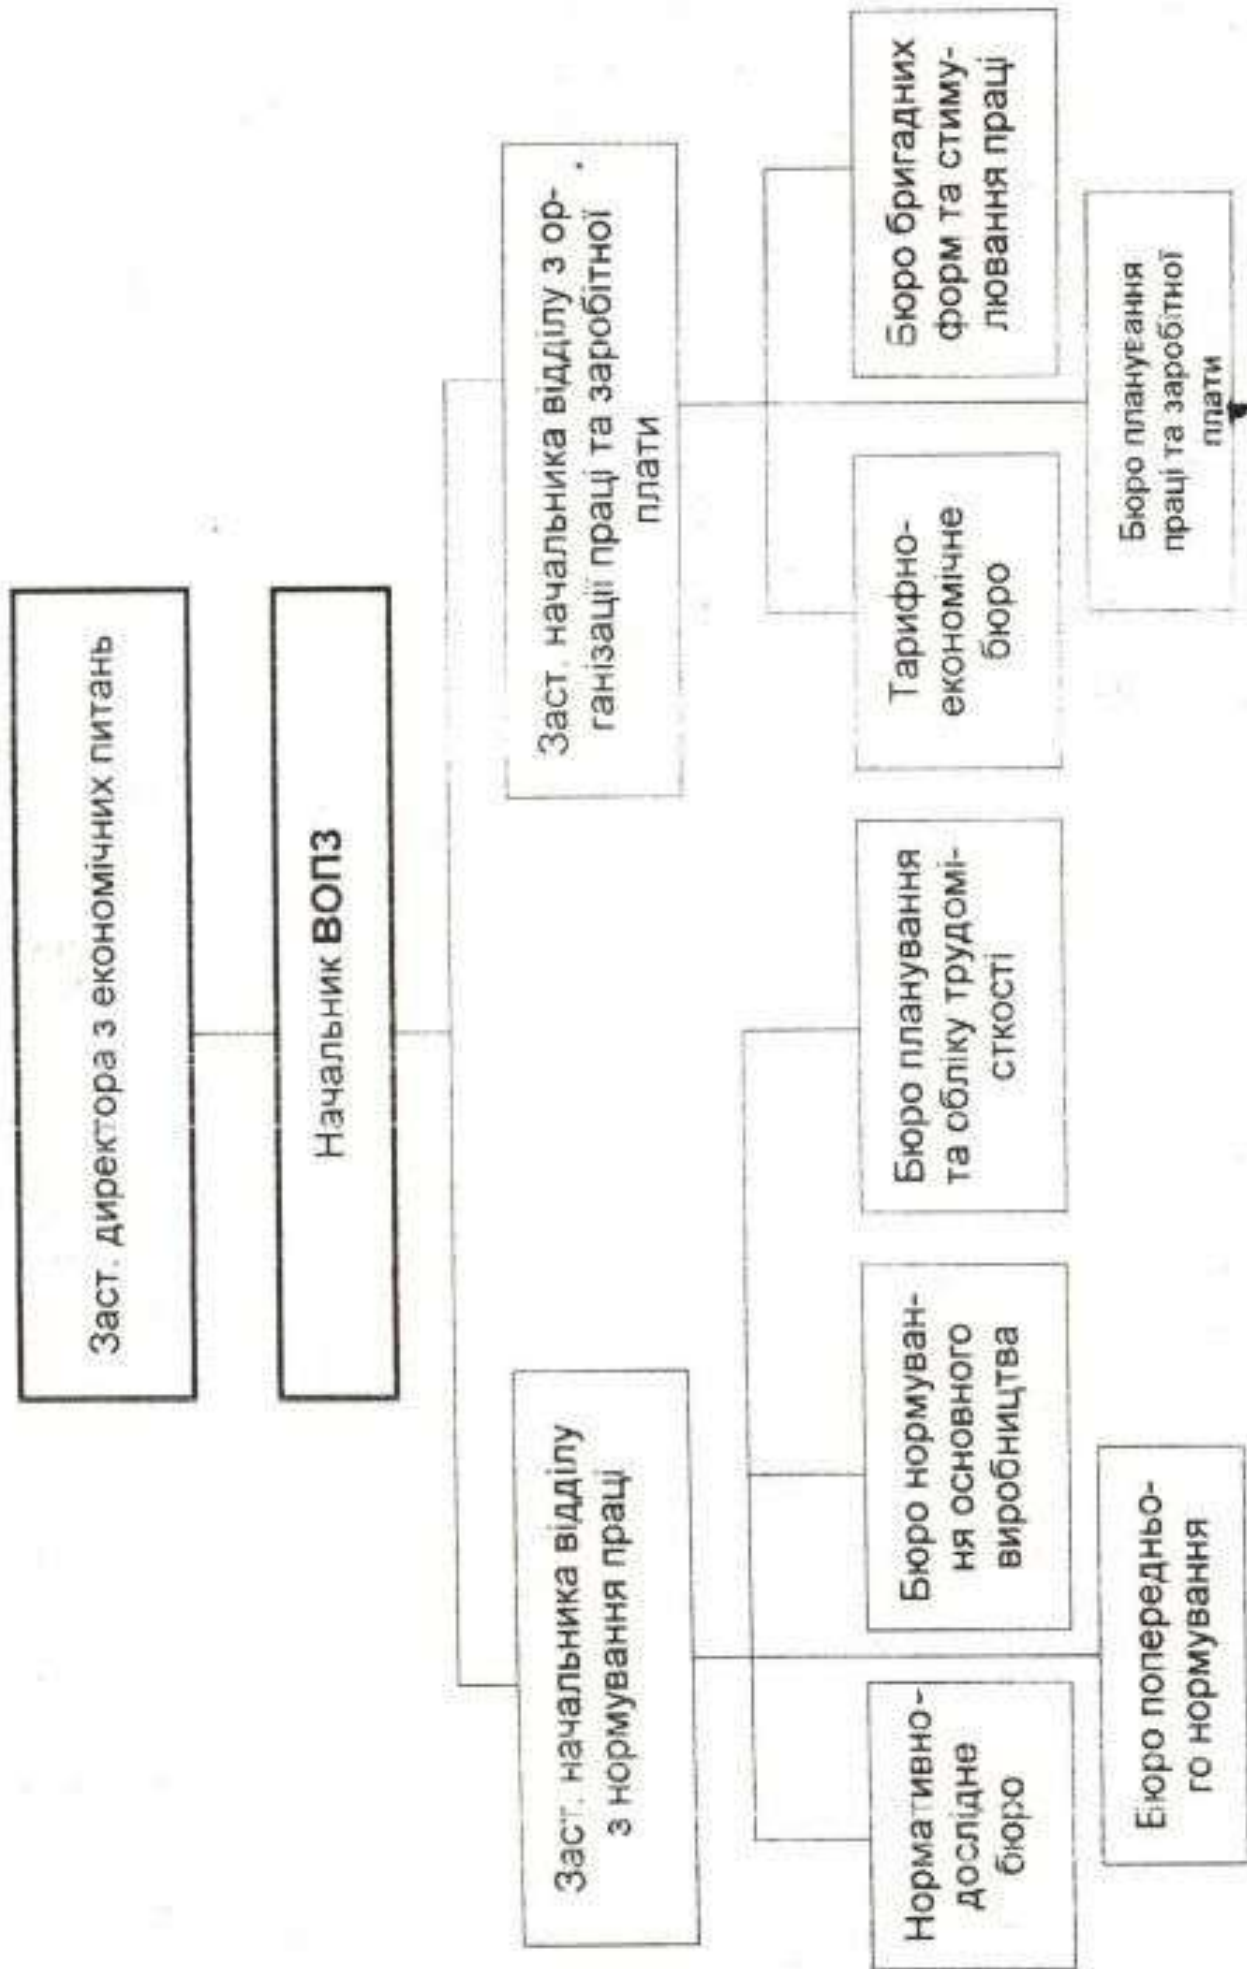 Заст. директора з економічних питань
Начальник ВОПЗ
Заст. начальника відділу
з нормування праці
Заст. начальника відділу з ор-
ганізації праці та заробітної
плати
Нормативно-
дослідне
бюро
Бюро нормуван-
ня основного
виробництва
Бюро планування
та обліку трудомі-
сткості
Тарифно-
економічне
бюро
Бюро бригадних
форм та стиму-
лювання праці
Бюро попередньо-
го нормування
Бюро планування
праці та заробітної
плати